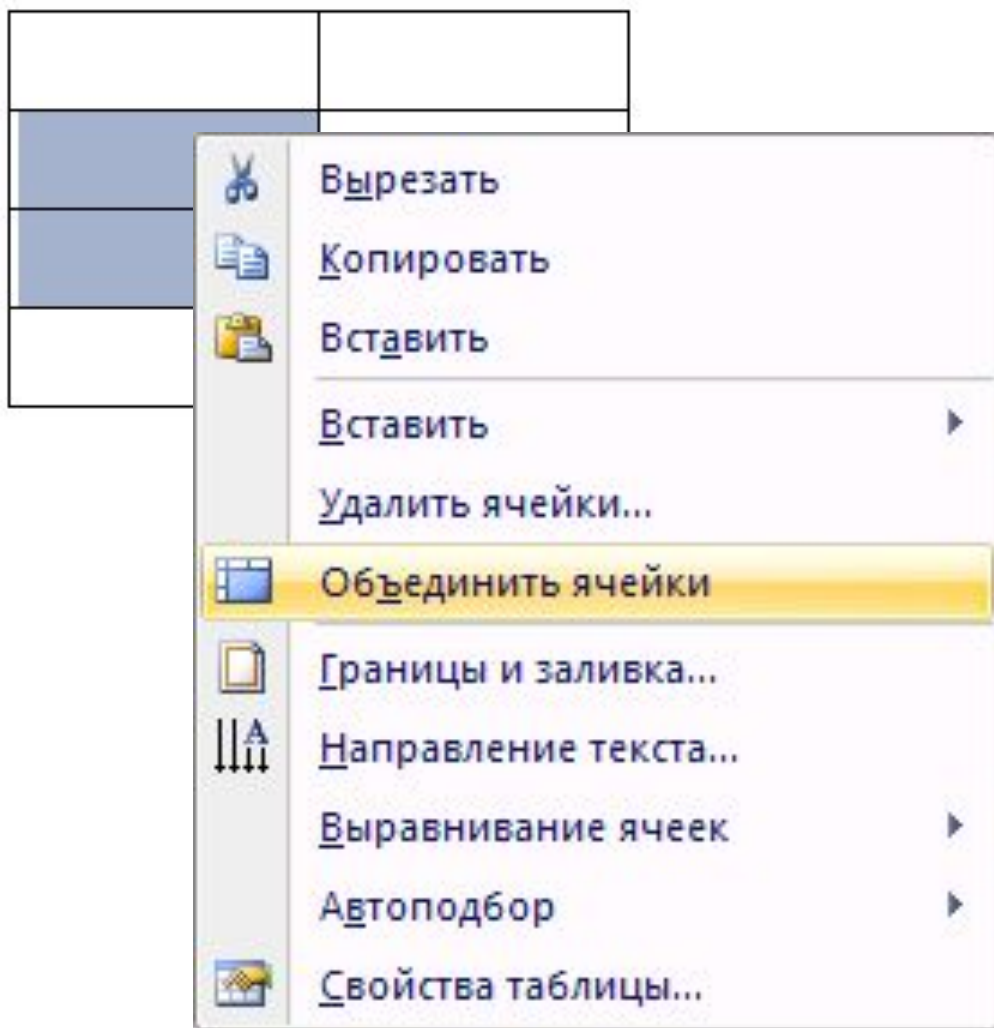 Вырезать
Копировать
Вставить
Вставить
Удалить ячейки...
Объединить ячейки
Границы и заливка...
Направление текста...
Выравнивание ячеек
Автоподбор
Свойства таблицы...